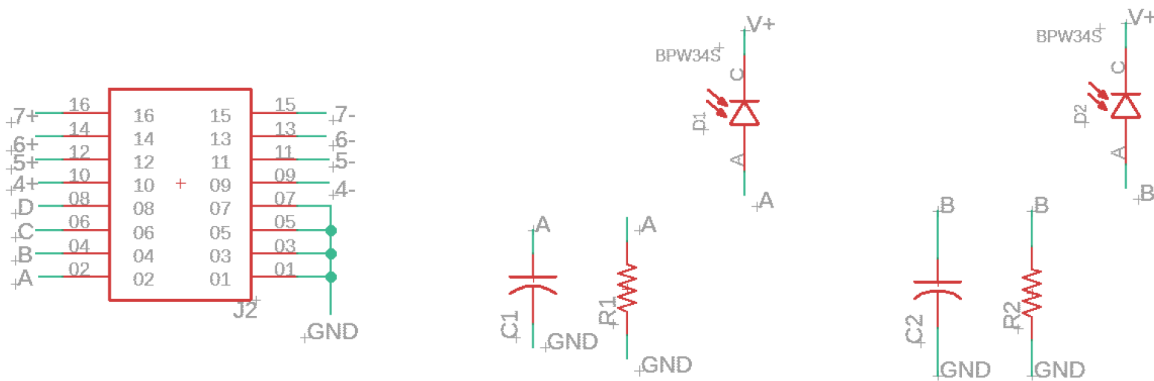 V+
BPW34S
C
D1
A
A
V+
BPW34S
C
D2
A
B
7+ 16 16 15 15 7-
6+ 14 14 13 13 6-
5+ 12 12 11 11 5-
4+ 10 10 09 09 4-
D 08 08 07 07
C 06 06 05 05
B 04 04 03 03
A 02 02 01 01
J2
GND
A
C1
GND
A
R1
GND
B
C2
GND
B
R2
GND